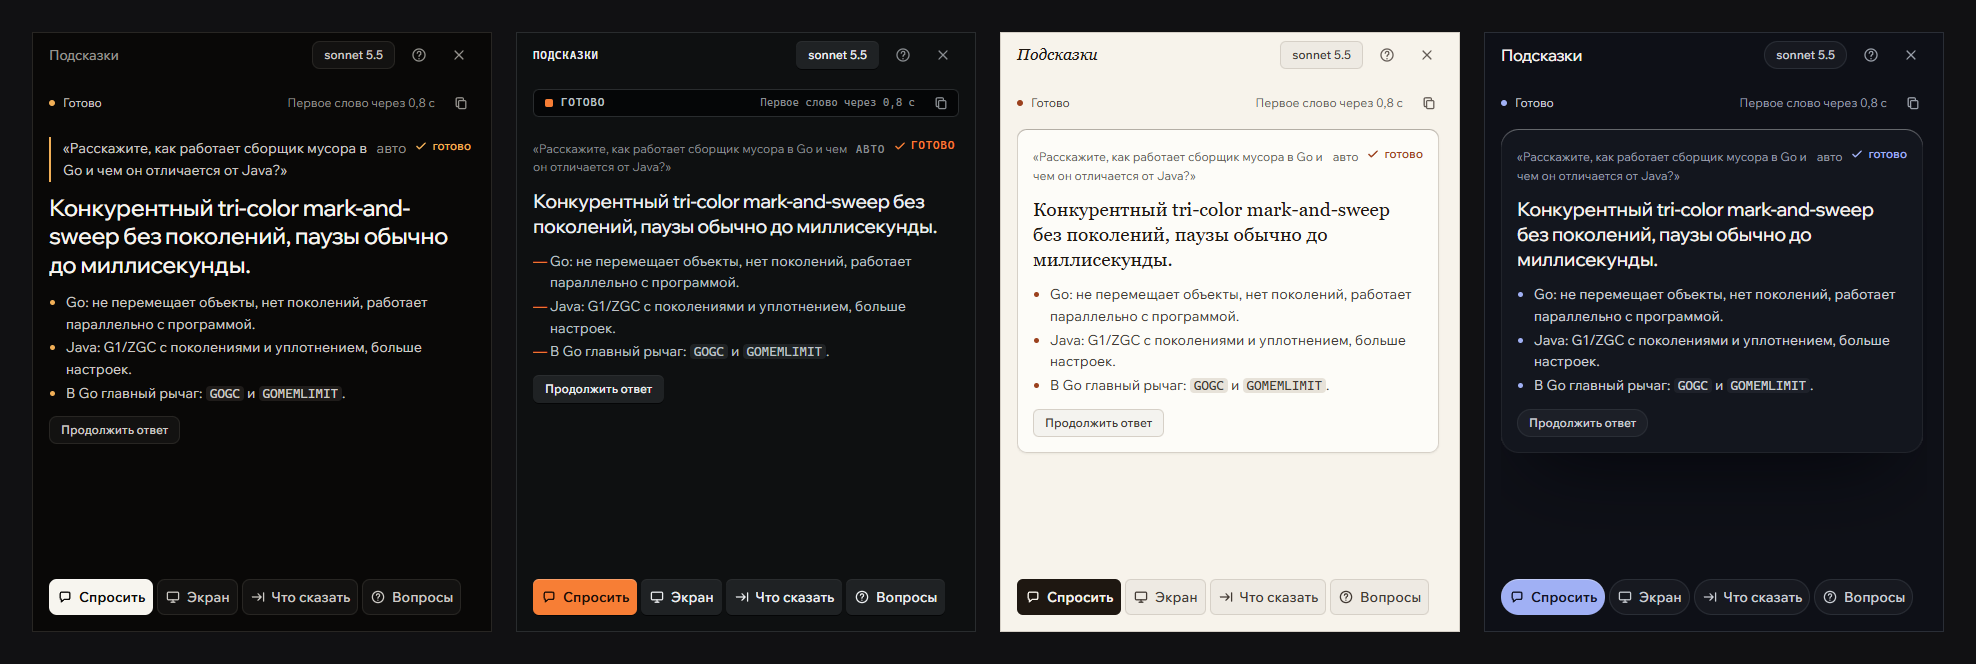 Подсказки
sonnet 5.5
Готово
Первое слово через 0,8 с
«Расскажите, как работает сборщик мусора в
Go и чем он отличается от Java?»
авто
готово
Конкурентный tri-color mark-and-
sweep без поколений, паузы обычно
до миллисекунды.
Go: не перемещает объекты, нет поколений, работает
параллельно с программой.
Java: G1/ZGC с поколениями и уплотнением, больше
настроек.
В Go главный рычаг: GOGC и GOMEMLIMIT.
Продолжить ответ
Спросить
Экран
Что сказать
Вопросы
ПОДСКАЗКИ
sonnet 5.5
ГОТОВО
Первое слово через 0,8 с
«Расскажите, как работает сборщик мусора в Go и чем
он отличается от Java?»
АВТО
ГОТОВО
Конкурентный tri-color mark-and-sweep без
поколений, паузы обычно до миллисекунды.
— Go: не перемещает объекты, нет поколений, работает
параллельно с программой.
— Java: G1/ZGC с поколениями и уплотнением, больше
настроек.
— В Go главный рычаг: GOGC и GOMEMLIMIT.
Продолжить ответ
Спросить
Экран
Что сказать
Вопросы
Подсказки
sonnet 5.5
Готово
Первое слово через 0,8 с
«Расскажите, как работает сборщик мусора в Go и
чем он отличается от Java?»
авто
готово
Конкурентный tri-color mark-and-sweep
без поколений, паузы обычно до
миллисекунды.
Go: не перемещает объекты, нет поколений, работает
параллельно с программой.
Java: G1/ZGC с поколениями и уплотнением, больше
настроек.
В Go главный рычаг: GOGC и GOMEMLIMIT.
Продолжить ответ
Спросить
Экран
Что сказать
Вопросы
Подсказки
sonnet 5.5
Готово
Первое слово через 0,8 с
«Расскажите, как работает сборщик мусора в Go и
чем он отличается от Java?»
авто
готово
Конкурентный tri-color mark-and-sweep
без поколений, паузы обычно до
миллисекунды.
Go: не перемещает объекты, нет поколений, работает
параллельно с программой.
Java: G1/ZGC с поколениями и уплотнением, больше
настроек.
В Go главный рычаг: GOGC и GOMEMLIMIT.
Продолжить ответ
Спросить
Экран
Что сказать
Вопросы